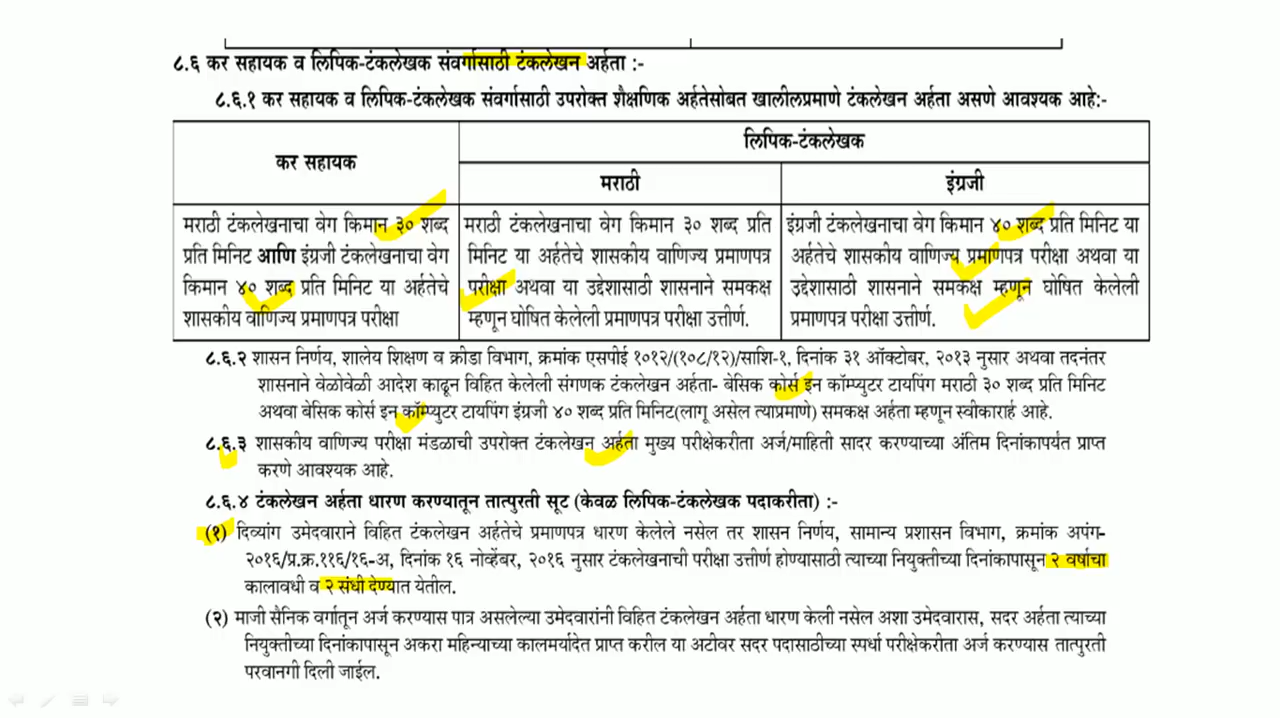 ८.६ कर सहायक व लिपिक-टंकलेखक संवर्गासाठी टंकलेखन अर्हता :-
८.६.१ कर सहायक व लिपिक-टंकलेखक संवर्गासाठी उपरोक्त शैक्षणिक अर्हतेसोबत खालीलप्रमाणे टंकलेखन अर्हता असणे आवश्यक आहे:-
कर सहायक
लिपिक-टंकलेखक
मराठी
इंग्रजी
मराठी टंकलेखनाचा वेग किमान ३० शब्द
प्रति मिनिट आणि इंग्रजी टंकलेखनाचा वेग
किमान ४० शब्द प्रति मिनिट या अर्हतेचे
शासकीय वाणिज्य प्रमाणपत्र परीक्षा
मराठी टंकलेखनाचा वेग किमान ३० शब्द प्रति
मिनिट या अर्हतेचे शासकीय वाणिज्य प्रमाणपत्र
परीक्षा अथवा या उद्देशासाठी शासनाने समकक्ष
म्हणून घोषित केलेली प्रमाणपत्र परीक्षा उत्तीर्ण.
इंग्रजी टंकलेखनाचा वेग किमान ४० शब्द प्रति मिनिट या
अर्हतेचे शासकीय वाणिज्य प्रमाणपत्र परीक्षा अथवा या
उद्देशासाठी शासनाने समकक्ष म्हणून घोषित केलेली
प्रमाणपत्र परीक्षा उत्तीर्ण.
८.६.२ शासन निर्णय, शालेय शिक्षण व क्रीडा विभाग, क्रमांक एसपीई १०१२/(१०८/१२)/साशि-१, दिनांक ३१ ऑक्टोबर, २०१३ नुसार अथवा तदनंतर
शासनाने वेळोवेळी आदेश काढून विहित केलेली संगणक टंकलेखन अर्हता- बेसिक कोर्स इन कॉम्प्युटर टायपिंग मराठी ३० शब्द प्रति मिनिट
अथवा बेसिक कोर्स इन कॉम्प्युटर टायपिंग इंग्रजी ४० शब्द प्रति मिनिट(लागू असेल त्याप्रमाणे) समकक्ष अर्हता म्हणून स्वीकारार्ह आहे.
८.६.३ शासकीय वाणिज्य परीक्षा मंडळाची उपरोक्त टंकलेखन अर्हता मुख्य परीक्षेकरीता अर्ज/माहिती सादर करण्याच्या अंतिम दिनांकापर्यंत प्राप्त
करणे आवश्यक आहे.
८.६.४ टंकलेखन अर्हता धारण करण्यातून तात्पुरती सूट (केवळ लिपिक-टंकलेखक पदाकरीता) :-
(१) दिव्यांग उमेदवाराने विहित टंकलेखन अर्हतेचे प्रमाणपत्र धारण केलेले नसेल तर शासन निर्णय, सामान्य प्रशासन विभाग, क्रमांक अपंग-
२०१६/प्र.क्र.११६/१६-अ, दिनांक १६ नोव्हेंबर, २०१६ नुसार टंकलेखनाची परीक्षा उत्तीर्ण होण्यासाठी त्याच्या नियुक्तीच्या दिनांकापासून २ वर्षाचा
कालावधी व २ संधी देण्यात येतील.
(२) माजी सैनिक वर्गातून अर्ज करण्यास पात्र असलेल्या उमेदवारांनी विहित टंकलेखन अर्हता धारण केली नसेल अशा उमेदवारास, सदर अर्हता त्याच्या
नियुक्तीच्या दिनांकापासून अकरा महिन्याच्या कालमर्यादेत प्राप्त करील या अटीवर सदर पदासाठीच्या स्पर्धा परीक्षेकरीता अर्ज करण्यास तात्पुरती
परवानगी दिली जाईल.